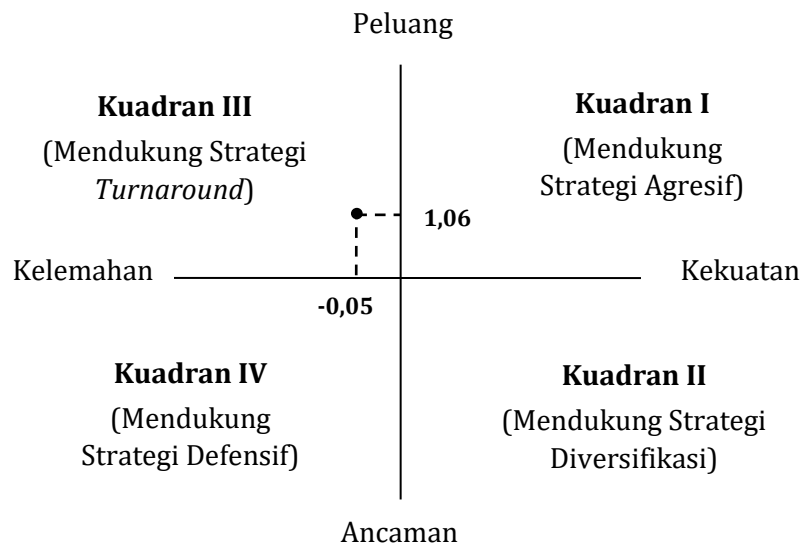 Peluang
Kuadran III
(Mendukung Strategi
Turnaround)
Kuadran I
(Mendukung
Strategi Agresif)
1,06
Kelemahan
Kekuatan
-0,05
Kuadran IV
(Mendukung
Strategi Defensif)
Kuadran II
(Mendukung Strategi
Diversifikasi)
Ancaman